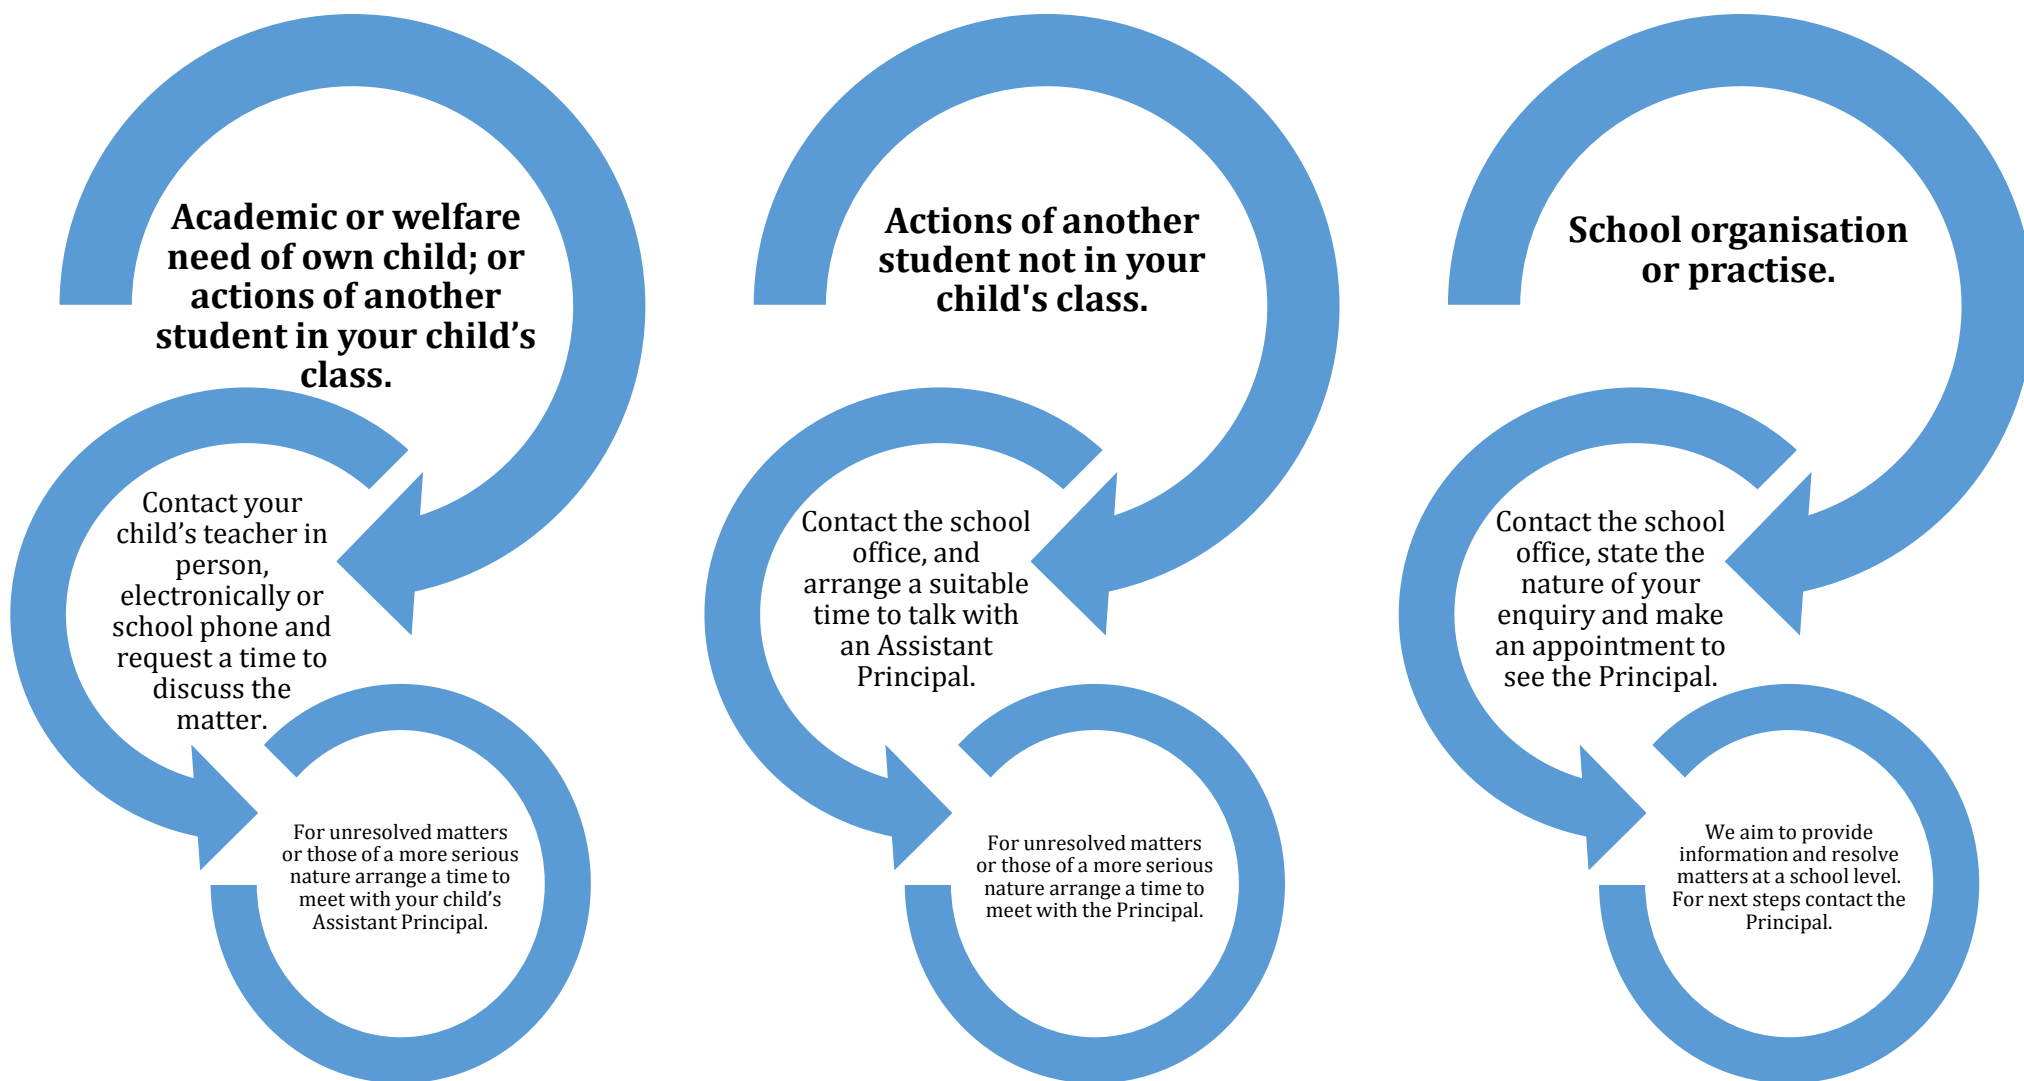 Academic or welfare
need of own child; or
actions of another
student in your child’s
class.
Contact your
child’s teacher in
person,
electronically or
school phone and
request a time to
discuss the
matter.
For unresolved matters
or those of a more serious
nature arrange a time to
meet with your child’s
Assistant Principal.
Actions of another
student not in your
child's class.
Contact the school
office, and
arrange a suitable
time to talk with
an Assistant
Principal.
For unresolved matters
or those of a more serious
nature arrange a time to
meet with the Principal.
School organisation
or practise.
Contact the school
office, state the
nature of your
enquiry and make
an appointment to
see the Principal.
We aim to provide
information and resolve
matters at a school level.
For next steps contact the
Principal.